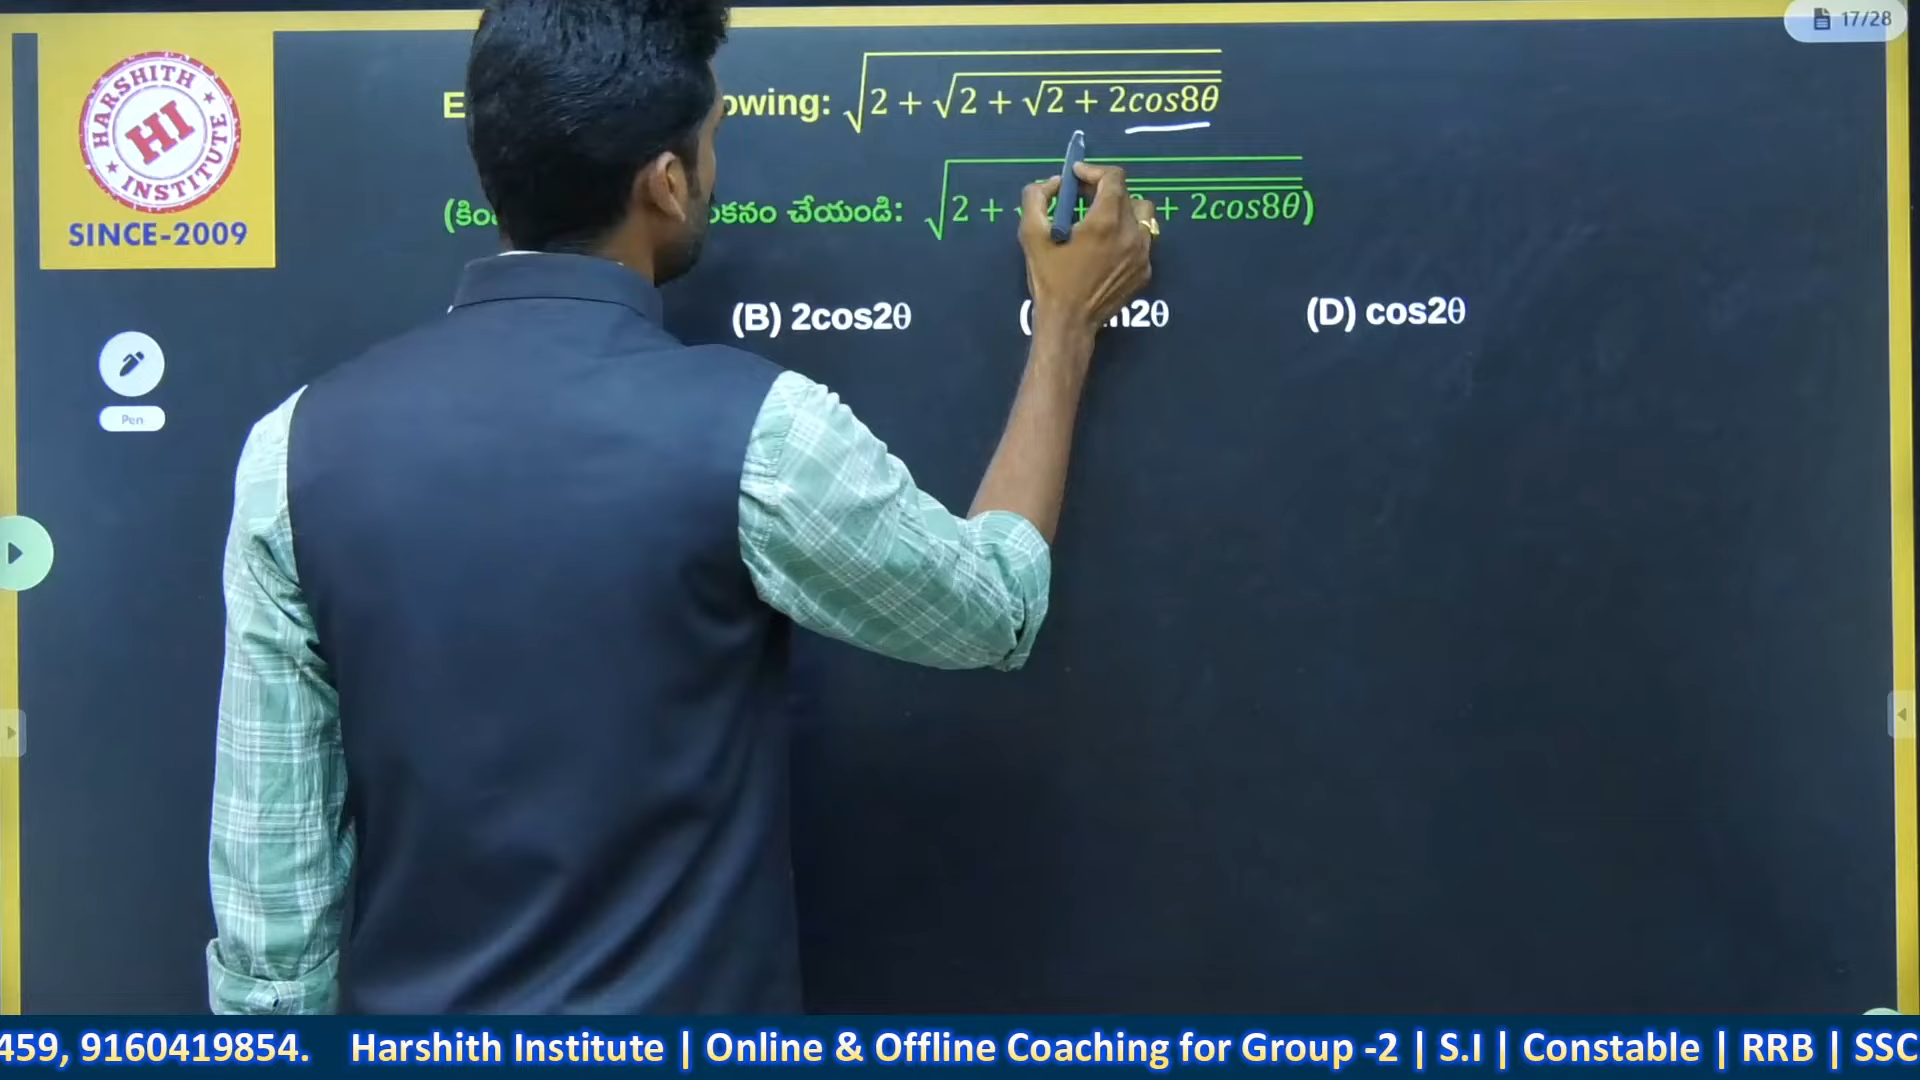 17/28
HARSHITH
HI
INSTITUTE
SINCE-2009
owing: √(2 + √(2 + √(2 + 2cos8θ)))
చేయండి: √2 + + 2cos8θ)
(B) 2cos2θ
(D) cos2θ
Pen
459, 9160419854. Harshith Institute | Online & Offline Coaching for Group -2 | S.I | Constable | RRB | SSC